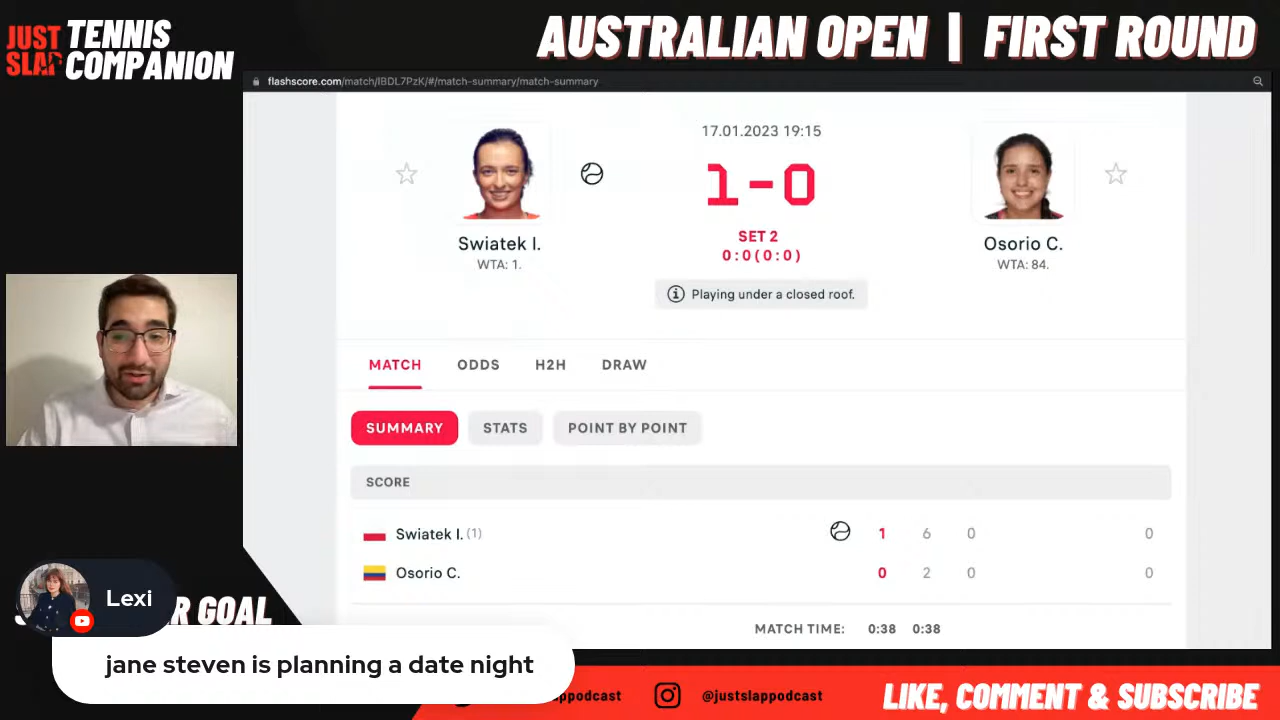 JUST SLAP
TENNIS COMPANION
AUSTRALIAN OPEN | FIRST ROUND
flashscore.com/match/IBDL7PzK/#/match-summary/match-summary
17.01.2023 19:15
1-0
SET 2
0:0(0:0)
Playing under a closed roof.
Swiatek I.
WTA: 1.
Osorio C.
WTA: 84.
MATCH ODDS H2H DRAW
SUMMARY STATS POINT BY POINT
SCORE
Swiatek I. (1) 1 6 0 0
Osorio C. 0 2 0 0
MATCH TIME: 0:38 0:38
GOAL
Lexi
jane steven is planning a date night
@justslappodcast
LIKE, COMMENT & SUBSCRIBE